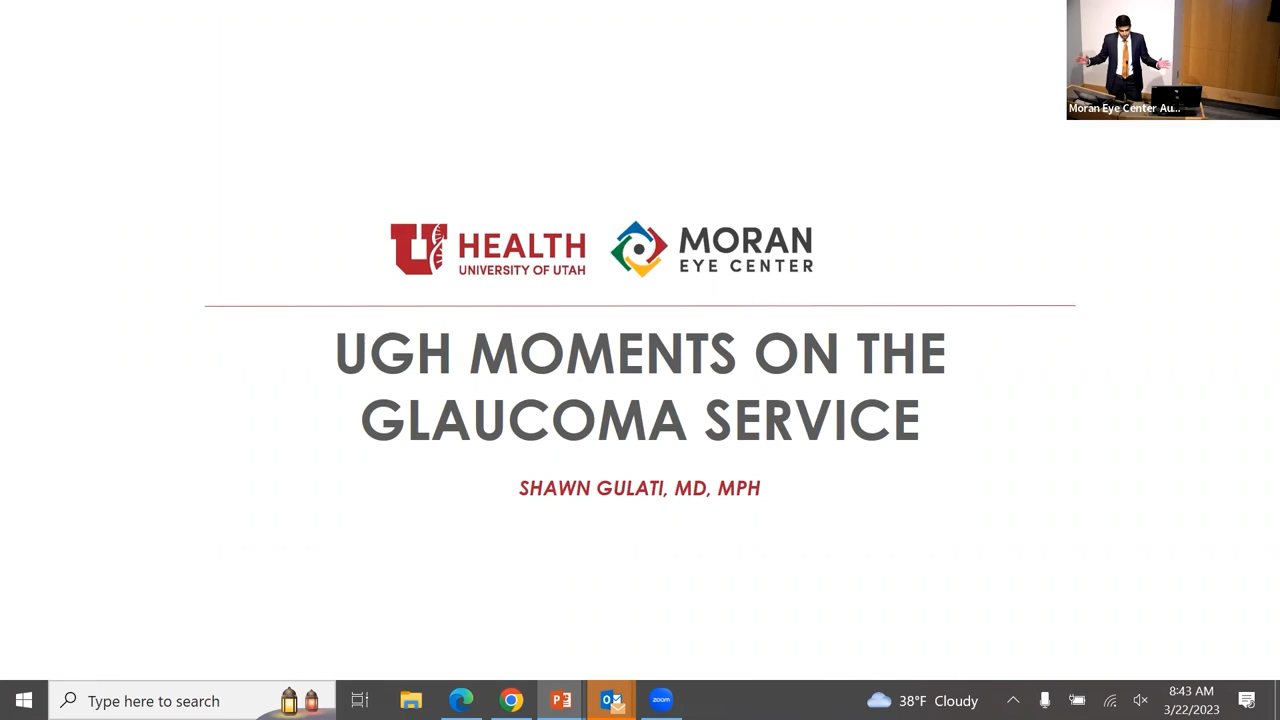 Moran Eye Center Au...
U HEALTH
UNIVERSITY OF UTAH
MORAN
EYE CENTER
UGH MOMENTS ON THE
GLAUCOMA SERVICE
SHAWN GULATI, MD, MPH
Type here to search
zoom
38°F Cloudy
8:43 AM
3/22/2023